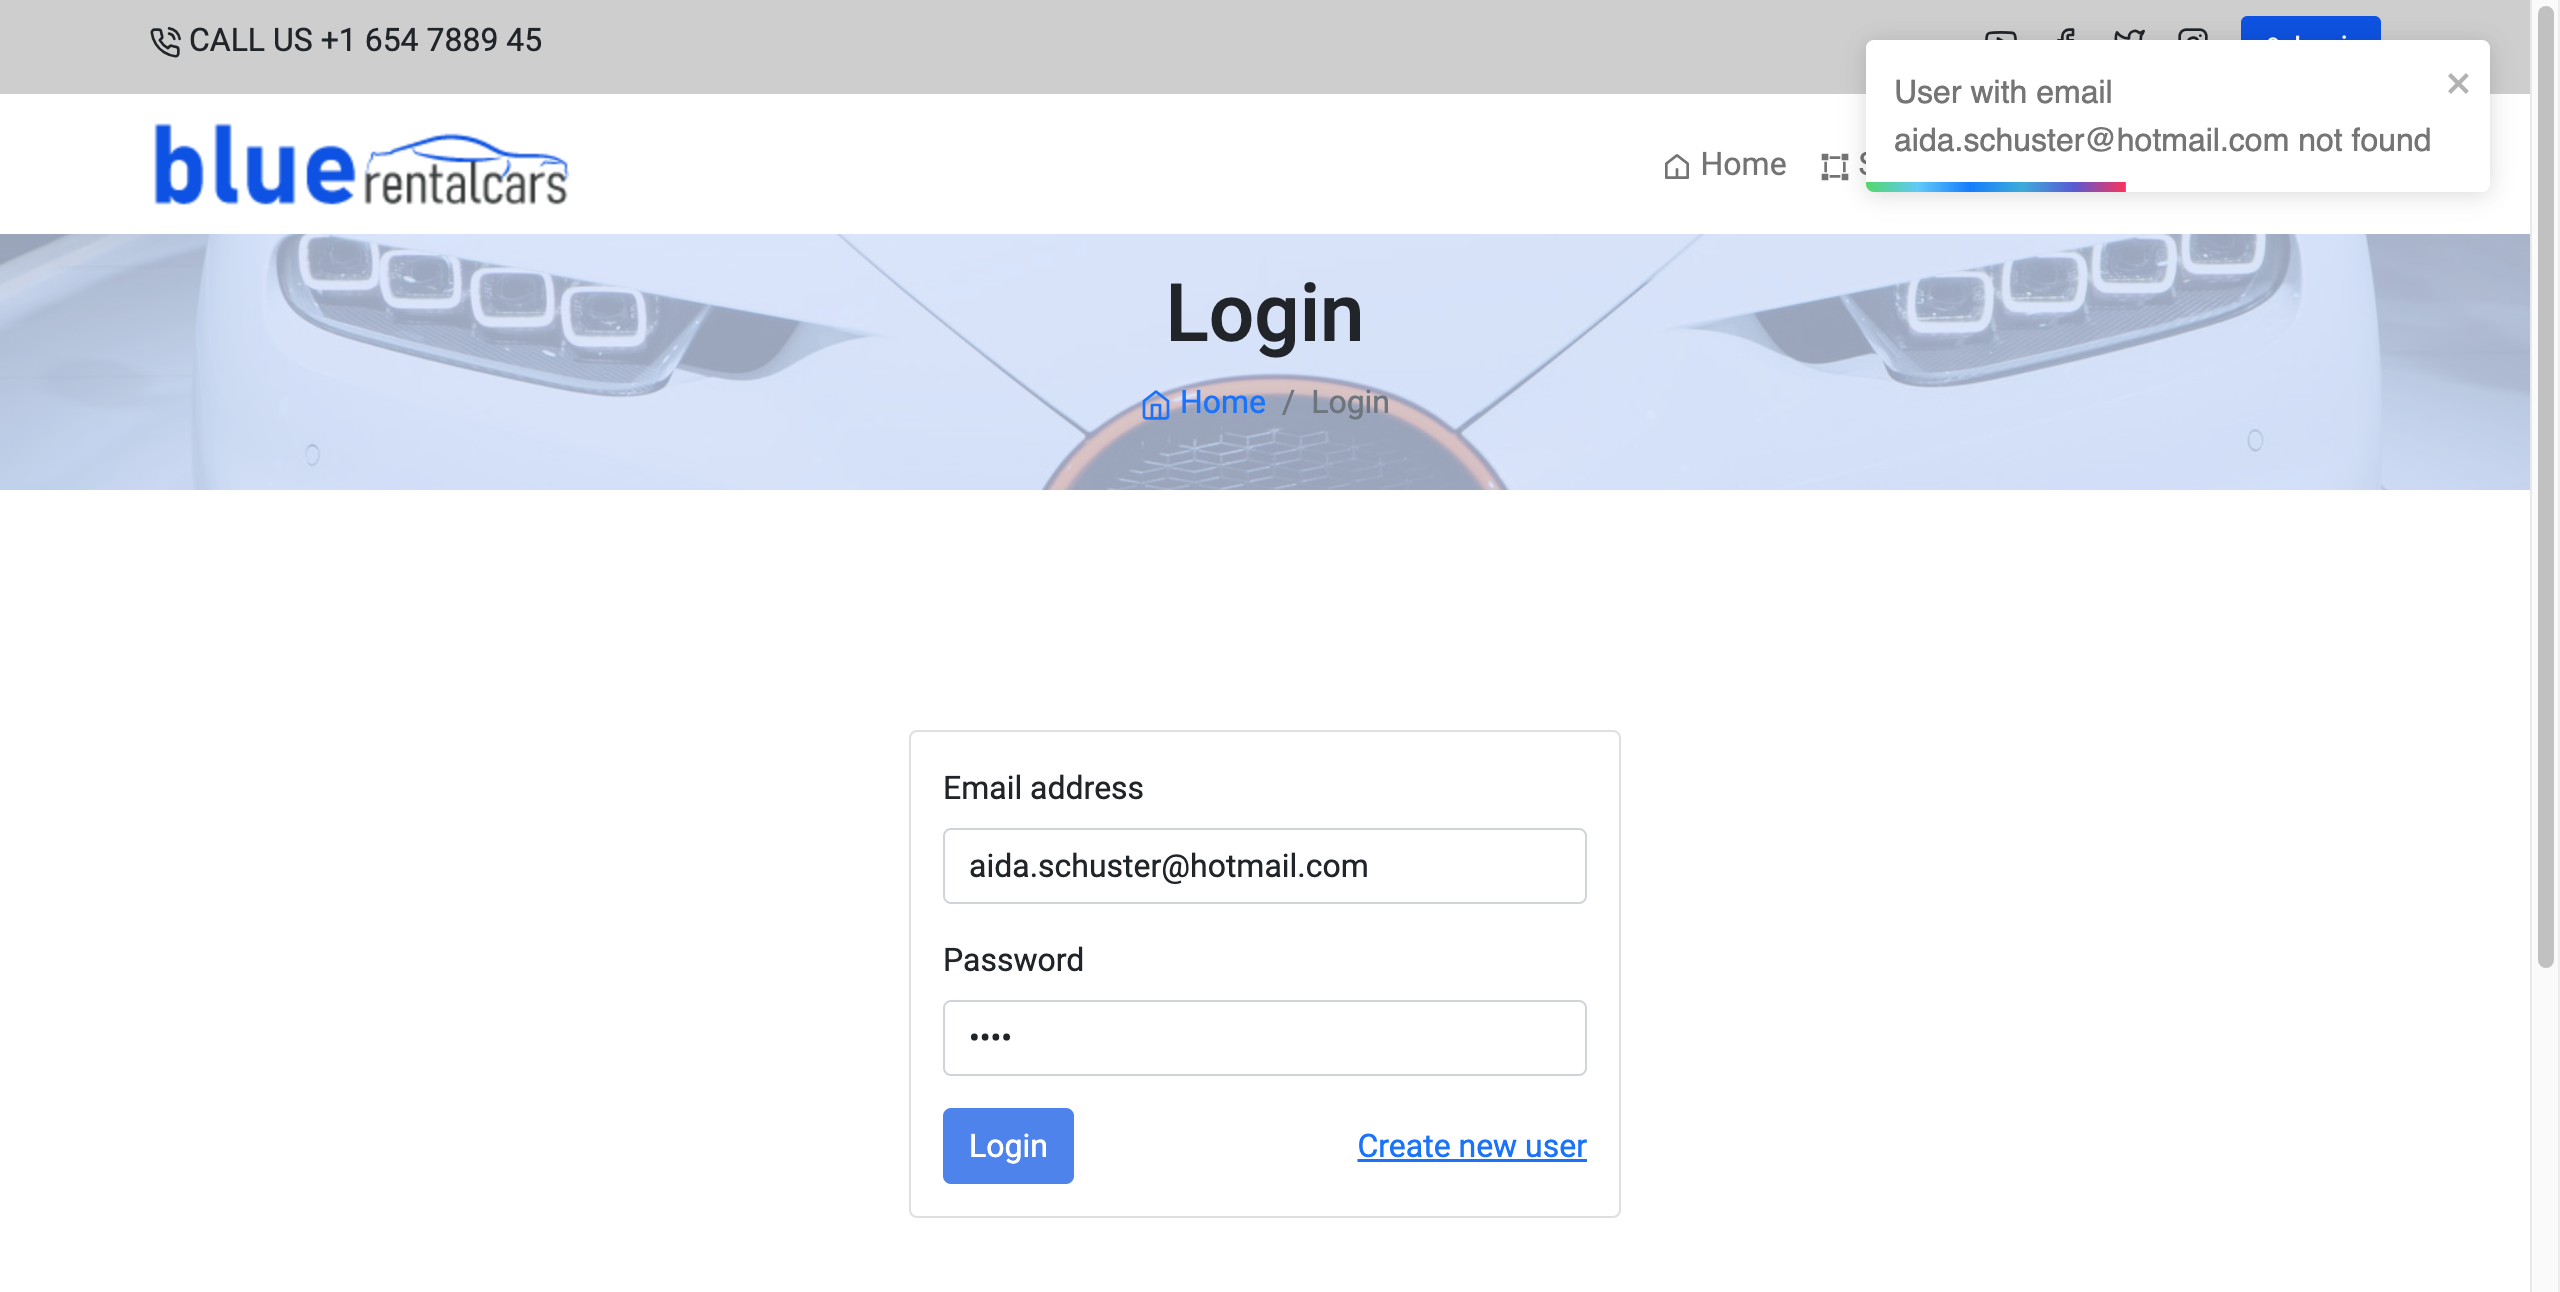 CALL US +1 654 7889 45
User with email
aida.schuster@hotmail.com not found
blue rentalcars
Home
Login
Home / Login
Email address
aida.schuster@hotmail.com
Password
••••
Login
Create new user